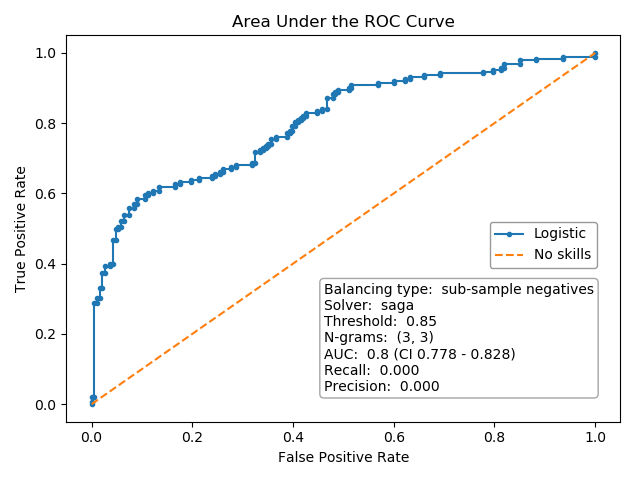 Area Under the ROC Curve
1.0
0.8
0.6
0.4
0.2
0.0
True Positive Rate
Logistic
No skills
Balancing type:  sub-sample negatives
Solver:  saga
Threshold:  0.85
N-grams:  (3, 3)
AUC:  0.8 (CI 0.778 - 0.828)
Recall:  0.000
Precision:  0.000
0.0 0.2 0.4 0.6 0.8 1.0
False Positive Rate